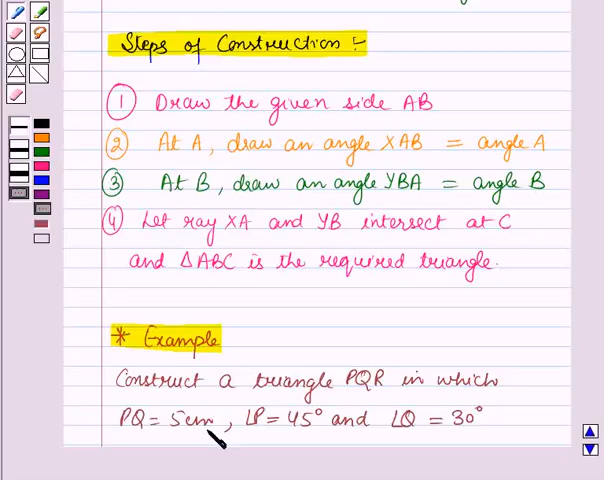 Steps of Construction :-
① Draw the given side AB
② At A, draw an angle XAB = angle A
③ At B, draw an angle YBA = angle B
④ Let ray XA and YB intersect at C
and △ABC is the required triangle.
* Example
Construct a triangle PQR in which
PQ = 5cm, ∠P = 45° and ∠Q = 30°